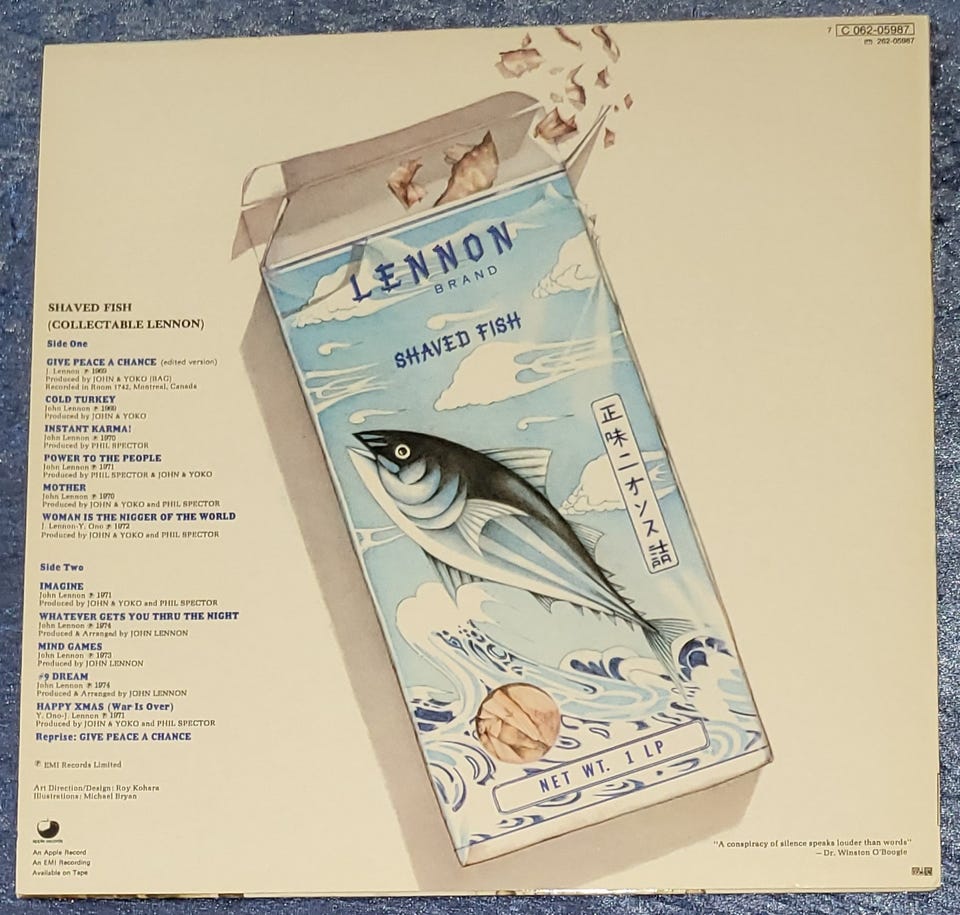 7 C 062-05987
262-05987
LENNON
BRAND
SHAVED FISH
正味二オンス詰
NET WT. 1 LP
SHAVED FISH
(COLLECTABLE LENNON)
Side One
GIVE PEACE A CHANCE (edited version)
J. Lennon ℗ 1969
Produced by JOHN & YOKO (BAG)
Recorded in Room 1742, Montreal, Canada
COLD TURKEY
John Lennon ℗ 1969
Produced by JOHN & YOKO
INSTANT KARMA!
John Lennon ℗ 1970
Produced by PHIL SPECTOR
POWER TO THE PEOPLE
John Lennon ℗ 1971
Produced by PHIL SPECTOR & JOHN & YOKO
MOTHER
John Lennon ℗ 1970
Produced by JOHN & YOKO and PHIL SPECTOR
WOMAN IS THE NIGGER OF THE WORLD
J. Lennon-Y. Ono ℗ 1972
Produced by JOHN & YOKO and PHIL SPECTOR
Side Two
IMAGINE
John Lennon ℗ 1971
Produced by JOHN & YOKO and PHIL SPECTOR
WHATEVER GETS YOU THRU THE NIGHT
John Lennon ℗ 1974
Produced & Arranged by JOHN LENNON
MIND GAMES
John Lennon ℗ 1973
Produced by JOHN LENNON
#9 DREAM
John Lennon ℗ 1974
Produced & Arranged by JOHN LENNON
HAPPY XMAS (War Is Over)
Y. Ono-J. Lennon ℗ 1971
Produced by JOHN & YOKO and PHIL SPECTOR
Reprise: GIVE PEACE A CHANCE
℗ EMI Records Limited
Art Direction/Design: Roy Kohara
Illustrations: Michael Bryan
apple records
An Apple Record
An EMI Recording
Available on Tape
"A conspiracy of silence speaks louder than words"
— Dr. Winston O'Boogie